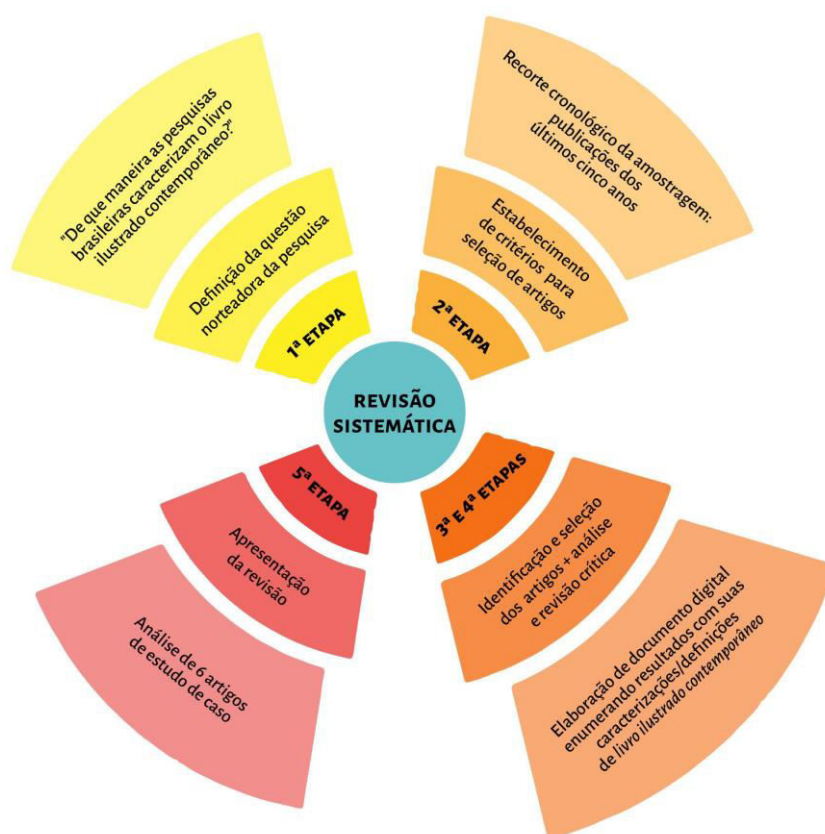 REVISÃO
SISTEMÁTICA
1ª ETAPA
Definição da questão
norteadora da pesquisa
"De que maneira as pesquisas
brasileiras caracterizam o livro
ilustrado contemporâneo?"
2ª ETAPA
Estabelecimento
de critérios para
seleção de artigos
Recorte cronológico da amostragem:
publicações dos
últimos cinco anos
3ª E 4ª ETAPAS
Identificação e seleção
dos artigos + análise
e revisão crítica
Elaboração de documento digital
enumerando resultados com suas
caracterizações/definições
de livro ilustrado contemporâneo
5ª ETAPA
Apresentação
da revisão
Análise de 6 artigos
de estudo de caso